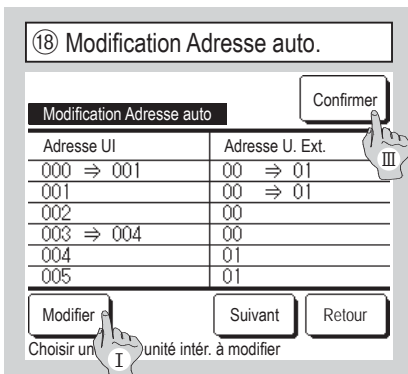 ⑱ Modification Adresse auto.
Confirmer
Modification Adresse auto
Adresse UI Adresse U. Ext.
000 ⇒ 001 00 ⇒ 01
001 00 ⇒ 01
002 00
003 ⇒ 004 00
004 01
005 01
Ⅲ
Modifier Suivant Retour
Ⅰ
Choisir un unité intér. à modifier